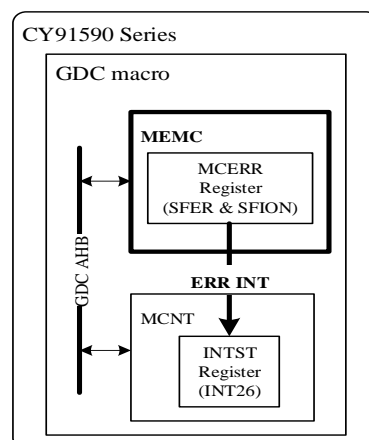 CY91590 Series
GDC macro
MEMC
MCERR
Register
(SFER & SFION)
GDC AHB
ERR INT
MCNT
INTST
Register
(INT26)